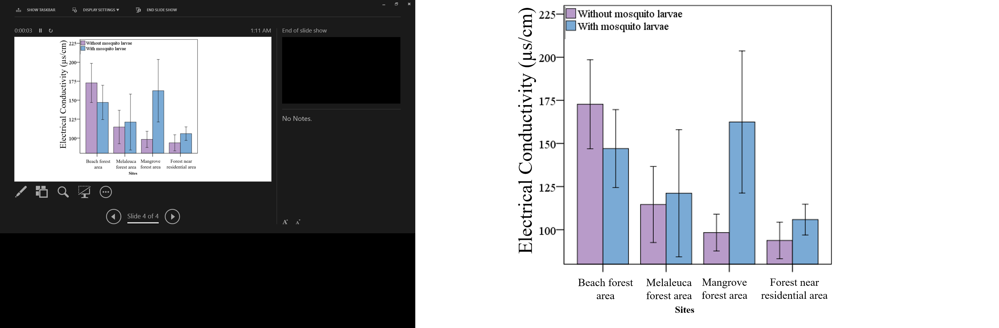 SHOW TASKBAR
DISPLAY SETTINGS ▼
END SLIDE SHOW
0:00:03
1:11 AM
End of slide show
Electrical Conductivity (µs/cm)
225
200
175
150
125
100
Without mosquito larvae
With mosquito larvae
Beach forest
area
Melaleuca
forest area
Mangrove
forest area
Forest near
residential area
Sites
No Notes.
Slide 4 of 4
A
A
Electrical Conductivity (µs/cm)
225
200
175
150
125
100
Without mosquito larvae
With mosquito larvae
Beach forest
area
Melaleuca
forest area
Mangrove
forest area
Forest near
residential area
Sites